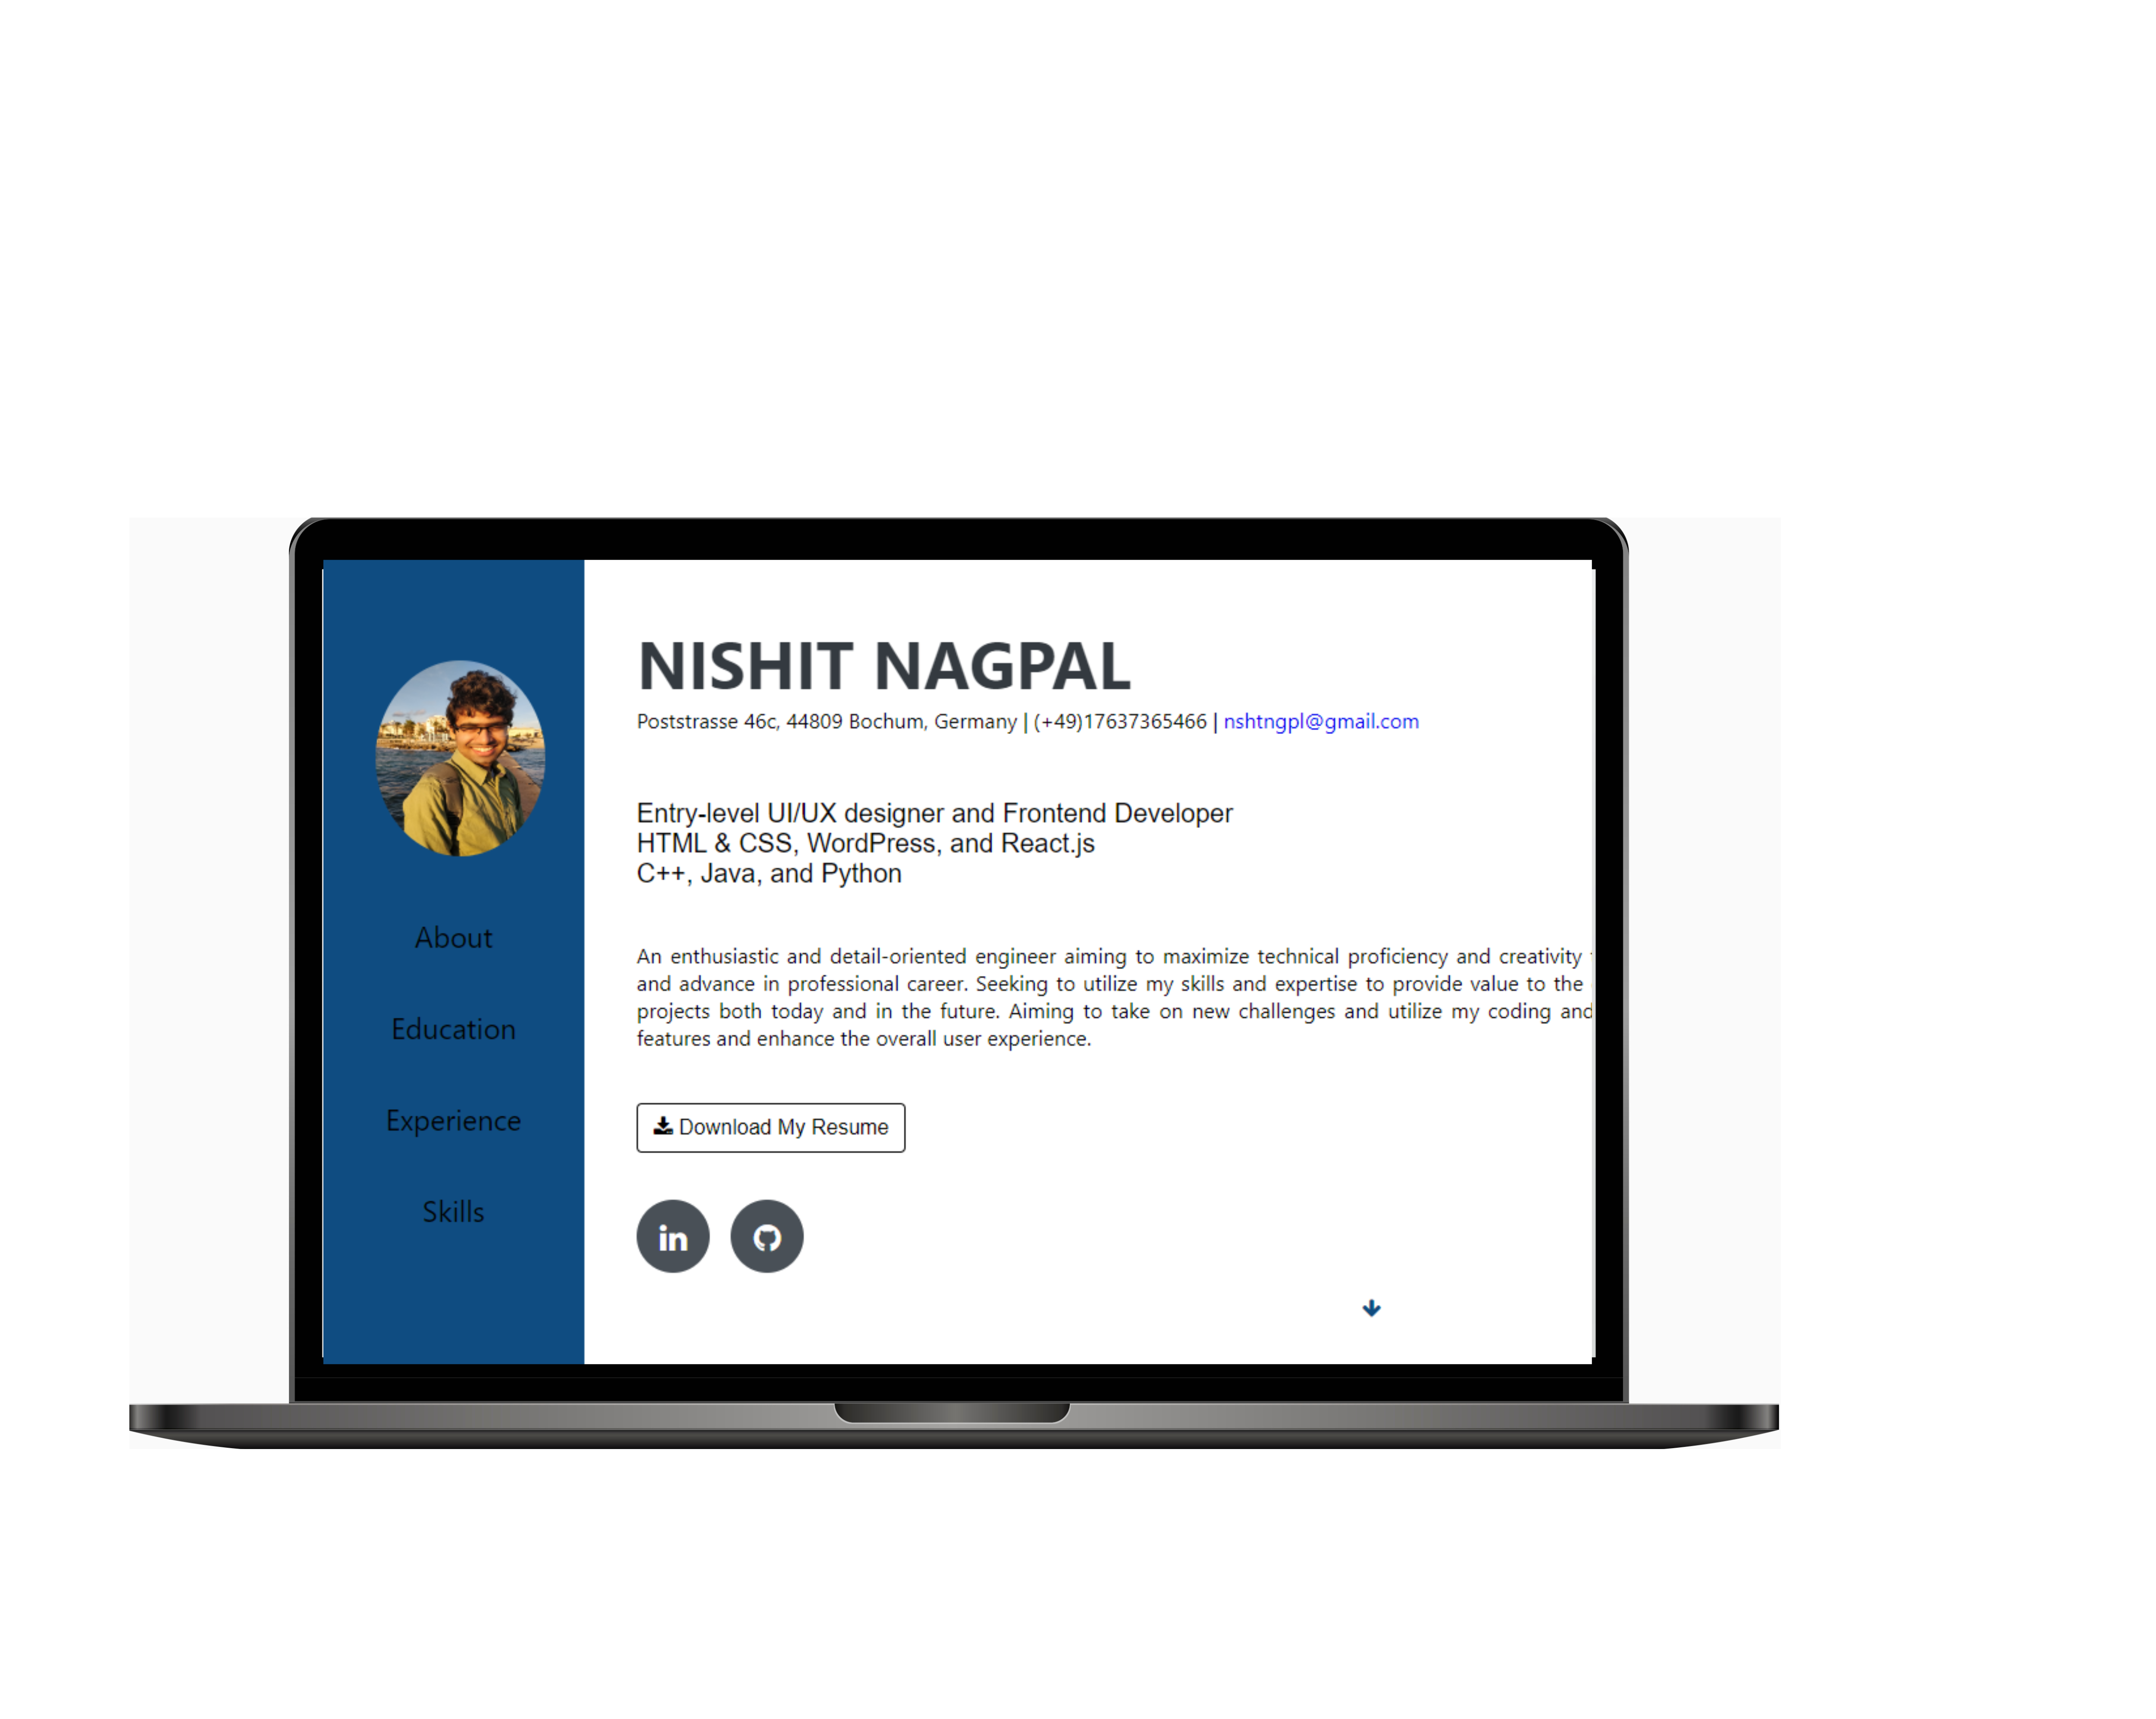 NISHIT NAGPAL
Poststrasse 46c, 44809 Bochum, Germany | (+49)17637365466 | nshtngpl@gmail.com
Entry-level UI/UX designer and Frontend Developer
HTML & CSS, WordPress, and React.js
C++, Java, and Python
An enthusiastic and detail-oriented engineer aiming to maximize technical proficiency and creativity
and advance in professional career. Seeking to utilize my skills and expertise to provide value to the
projects both today and in the future. Aiming to take on new challenges and utilize my coding and
features and enhance the overall user experience.
Download My Resume
in
About
Education
Experience
Skills